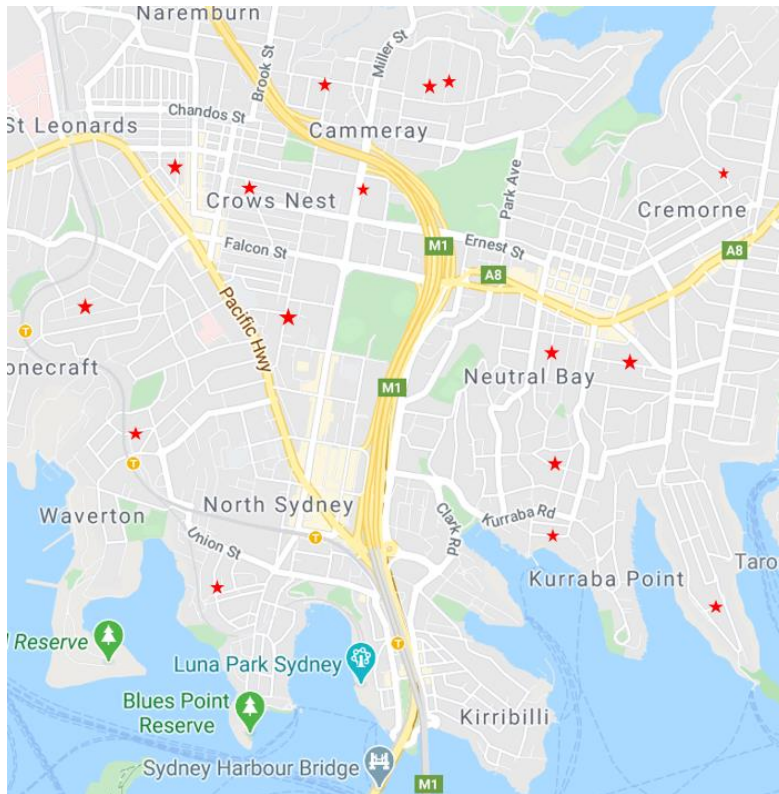 Naremburn
Miller St
Brook St
Chandos St
St Leonards
Cammeray
Park Ave
Crows Nest
Cremorne
Ernest St
Falcon St
M1
A8
A8
Pacific Hwy
T
onecraft
M1
Neutral Bay
T
North Sydney
Waverton
Clark Rd
Kurraba Rd
Union St
T
Taro
Kurraba Point
Reserve
T
Luna Park Sydney
Blues Point
Reserve
Kirribilli
Sydney Harbour Bridge
M1